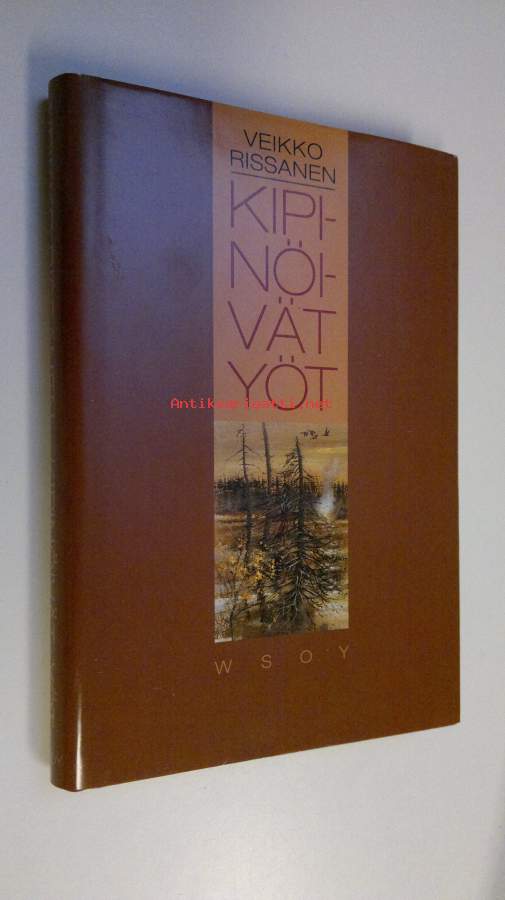 VEIKKO
RISSANEN
KIPI-
NÖI-
VÄT
YÖT
Antikvariaatti.net
W S O Y